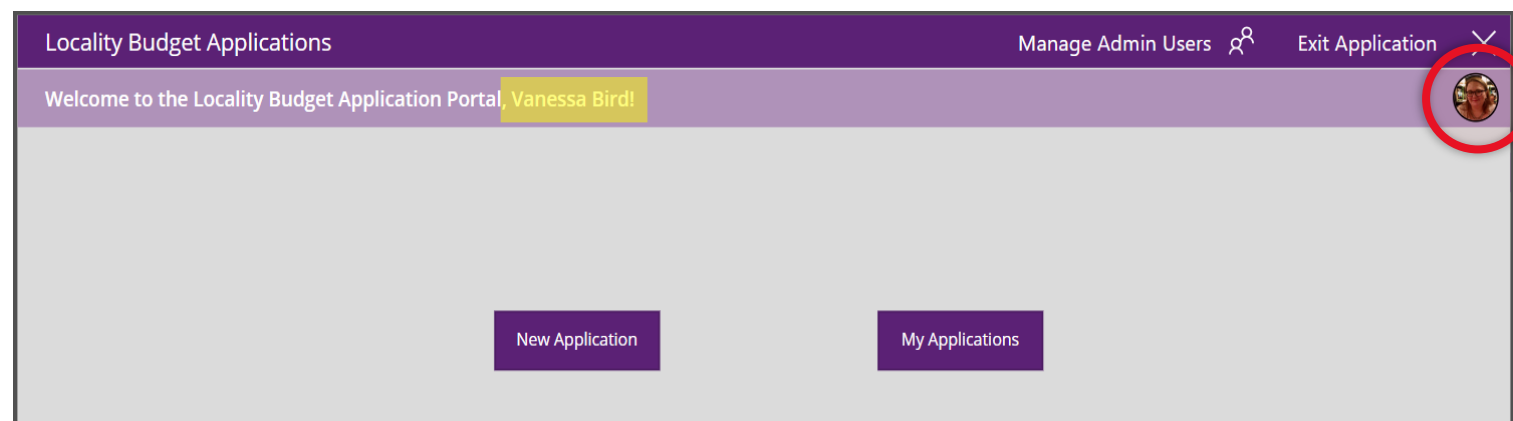 Locality Budget Applications Manage Admin Users Exit Application
Welcome to the Locality Budget Application Portal, Vanessa Bird!
New Application My Applications